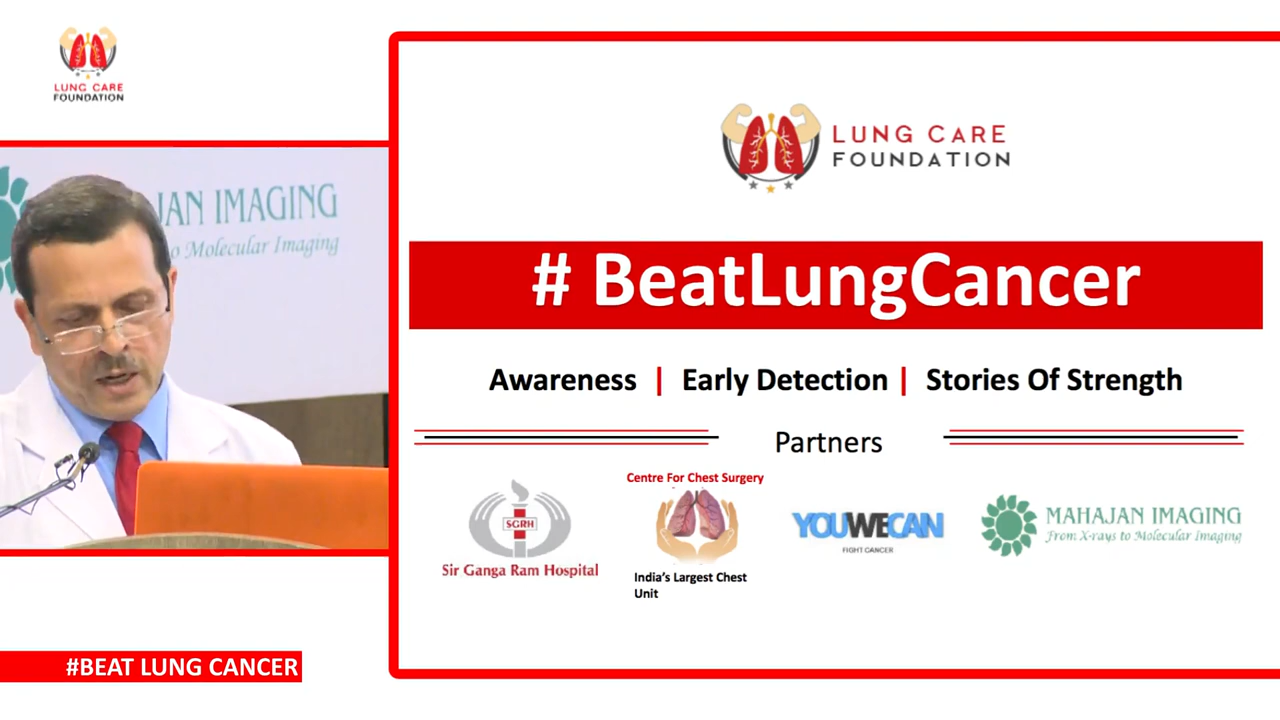 LUNG CARE
FOUNDATION
JAN IMAGING
to Molecular Imaging
#BEAT LUNG CANCER
LUNG CARE
FOUNDATION
# BeatLungCancer
Awareness | Early Detection | Stories Of Strength
Partners
SGRH
Sir Ganga Ram Hospital
Centre For Chest Surgery
India's Largest Chest
Unit
YOUWECAN
FIGHT CANCER
MAHAJAN IMAGING
From X-rays to Molecular Imaging